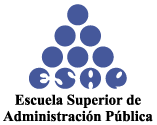 ESAP
Escuela Superior de
Administración Pública